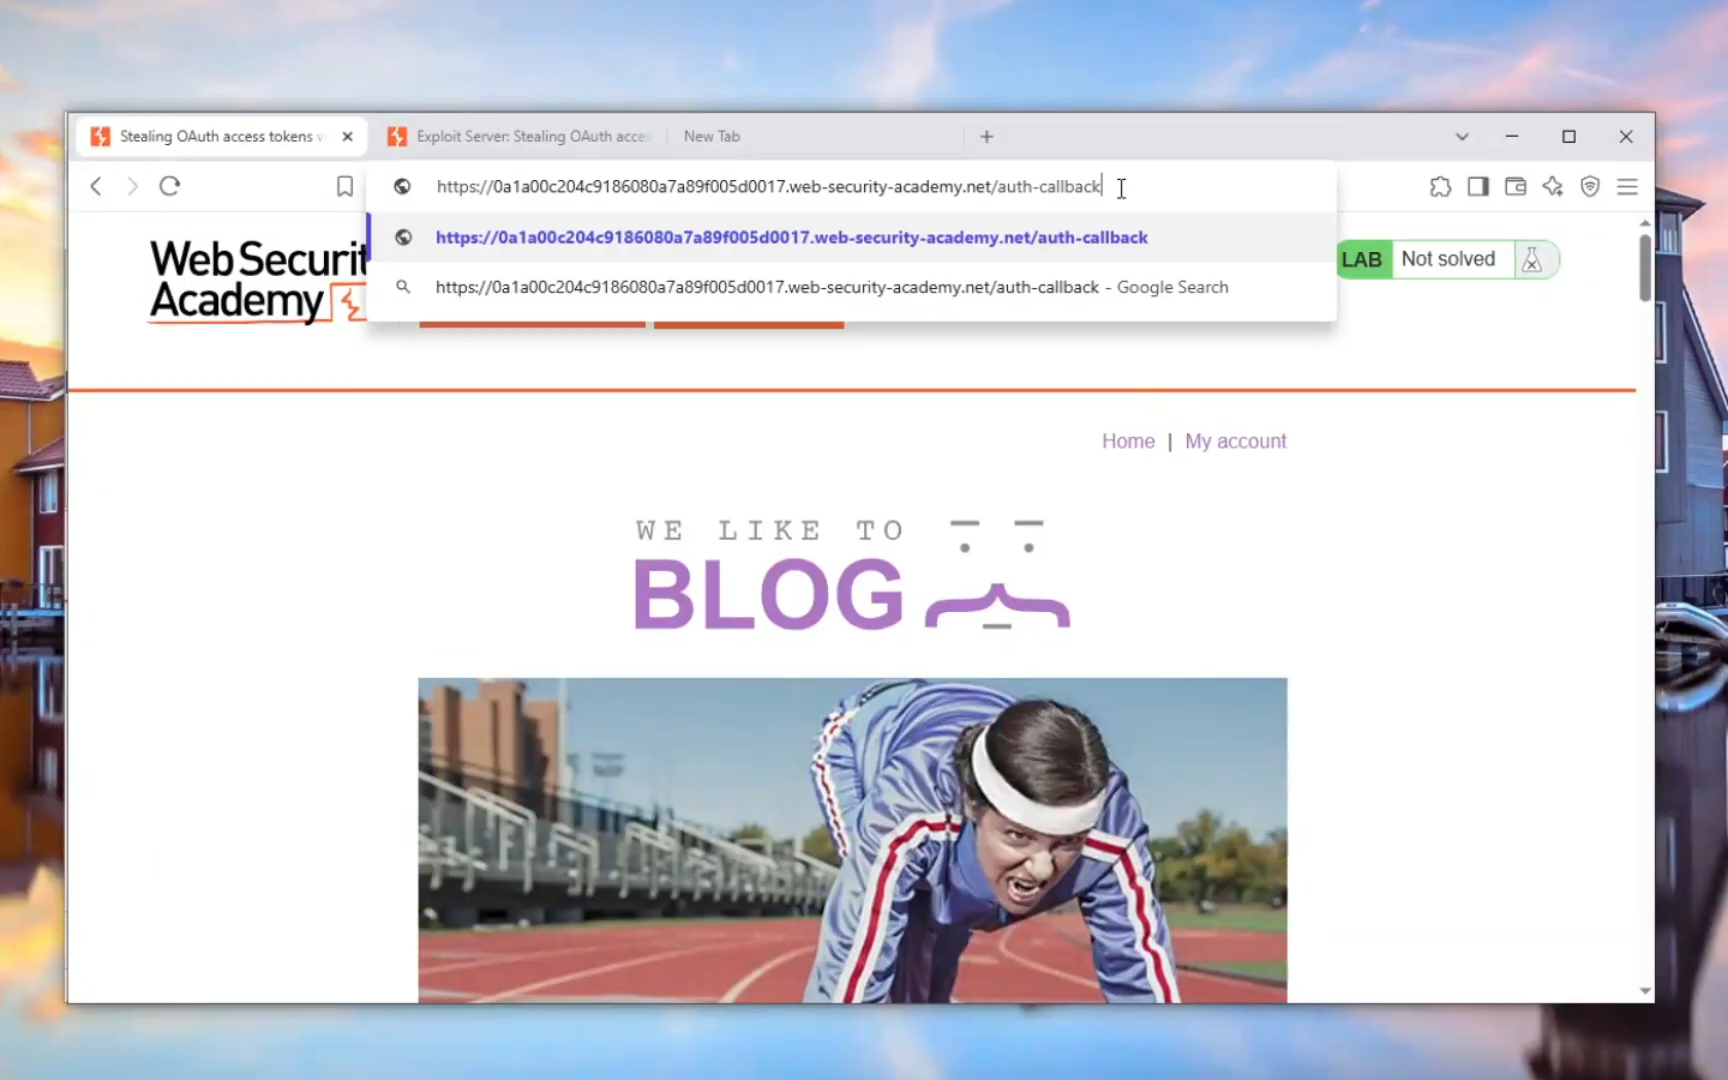 Stealing OAuth access tokens v
Exploit Server: Stealing OAuth acce
New Tab
https://0a1a00c204c9186080a7a89f005d0017.web-security-academy.net/auth-callback
https://0a1a00c204c9186080a7a89f005d0017.web-security-academy.net/auth-callback
https://0a1a00c204c9186080a7a89f005d0017.web-security-academy.net/auth-callback - Google Search
Web Securit
Academy
LAB Not solved
Home | My account
WE LIKE TO
BLOG